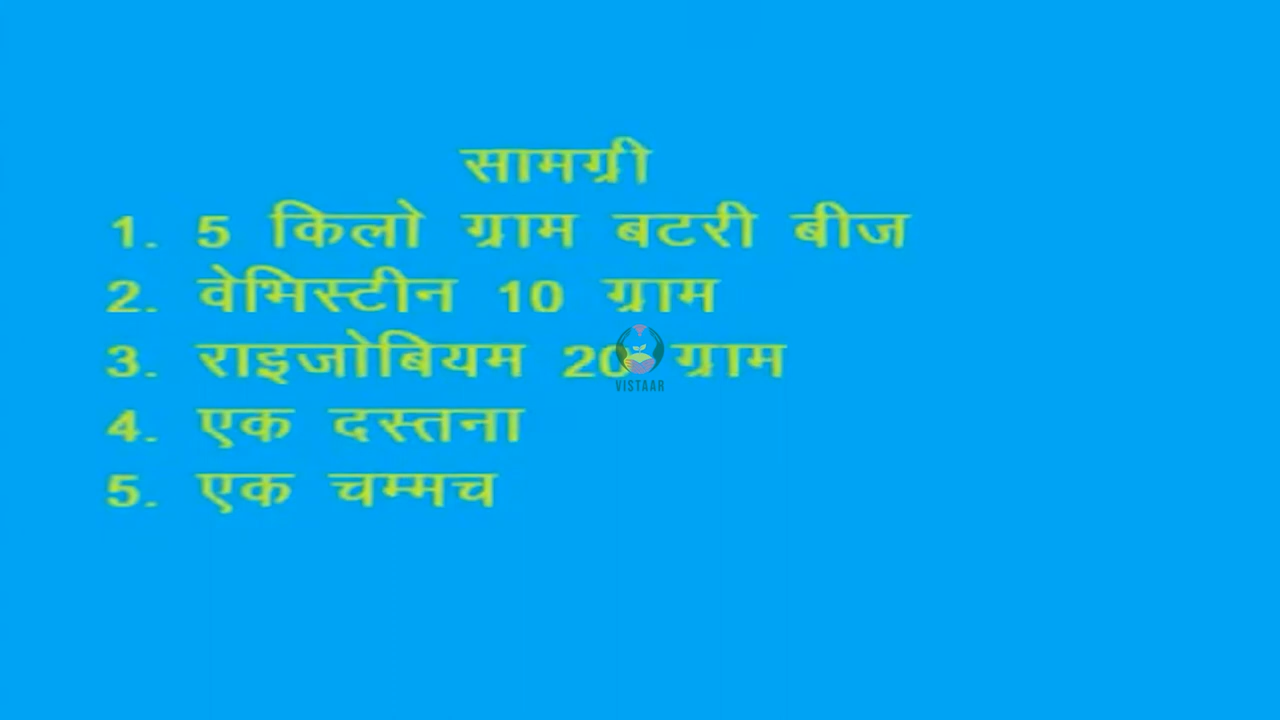 सामग्री
1. 5 किलो ग्राम बटरी बीज
2. वेभिस्टीन 10 ग्राम
3. राइजोबियम 20 ग्राम
VISTAAR
4. एक दस्तना
5. एक चम्मच